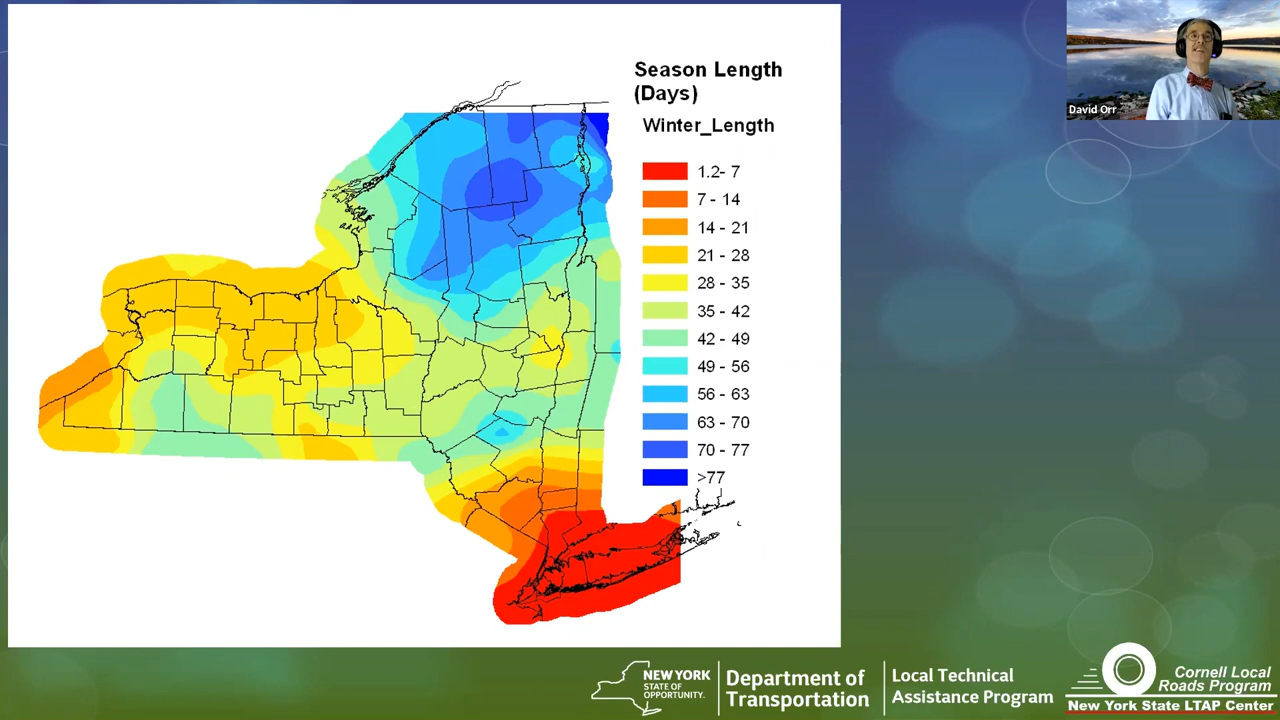 Season Length
(Days)
Winter_Length
1.2- 7
7 - 14
14 - 21
21 - 28
28 - 35
35 - 42
42 - 49
49 - 56
56 - 63
63 - 70
70 - 77
>77
David Orr
NEW YORK
STATE OF
OPPORTUNITY.
Department of
Transportation
Local Technical
Assistance Program
Cornell Local
Roads Program
New York State LTAP Center